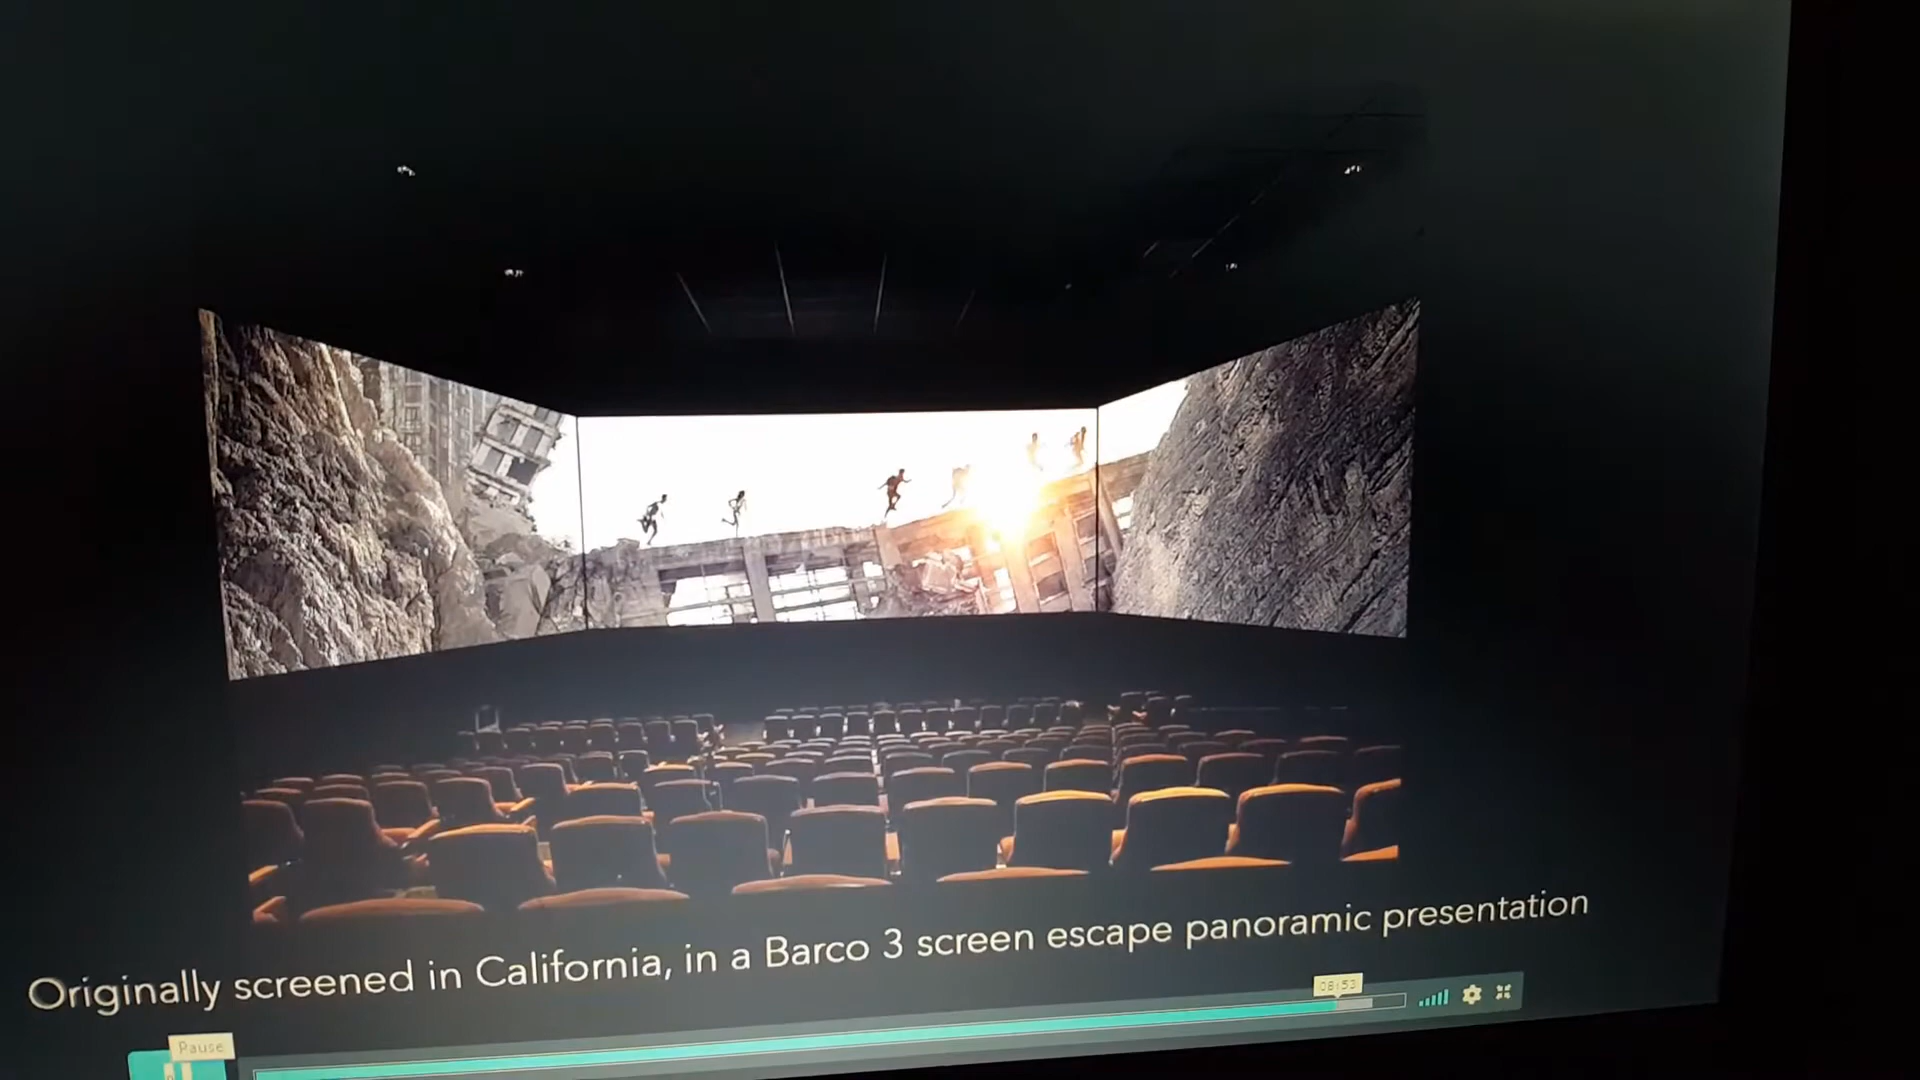 Originally screened in California, in a Barco 3 screen escape panoramic presentation
08:53
Pause